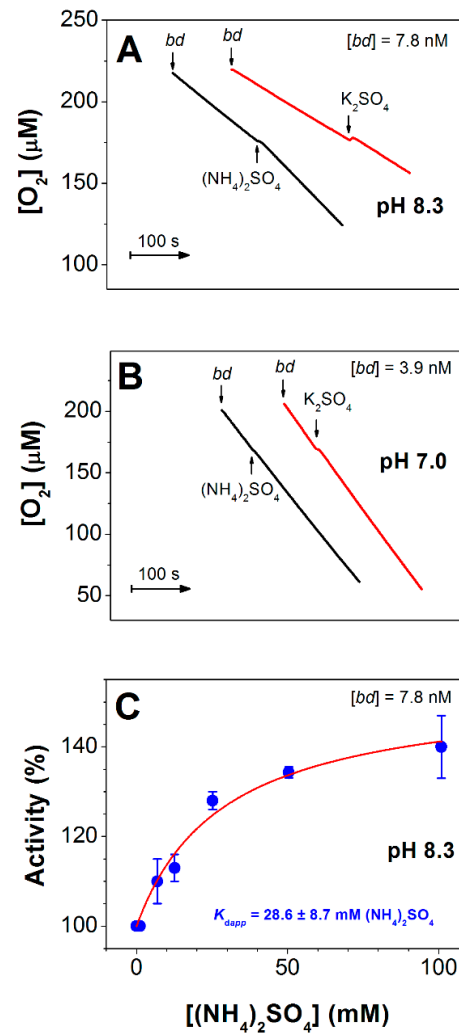 A
[bd] = 7.8 nM
bd
bd
K₂SO₄
(NH₄)₂SO₄
pH 8.3
100 s
250
200
150
100
[O₂] (µM)
B
[bd] = 3.9 nM
bd
bd
K₂SO₄
(NH₄)₂SO₄
pH 7.0
100 s
200
150
100
50
[O₂] (µM)
C
[bd] = 7.8 nM
pH 8.3
K_dapp = 28.6 ± 8.7 mM (NH₄)₂SO₄
140
120
100
Activity (%)
0
50
100
[(NH₄)₂SO₄] (mM)